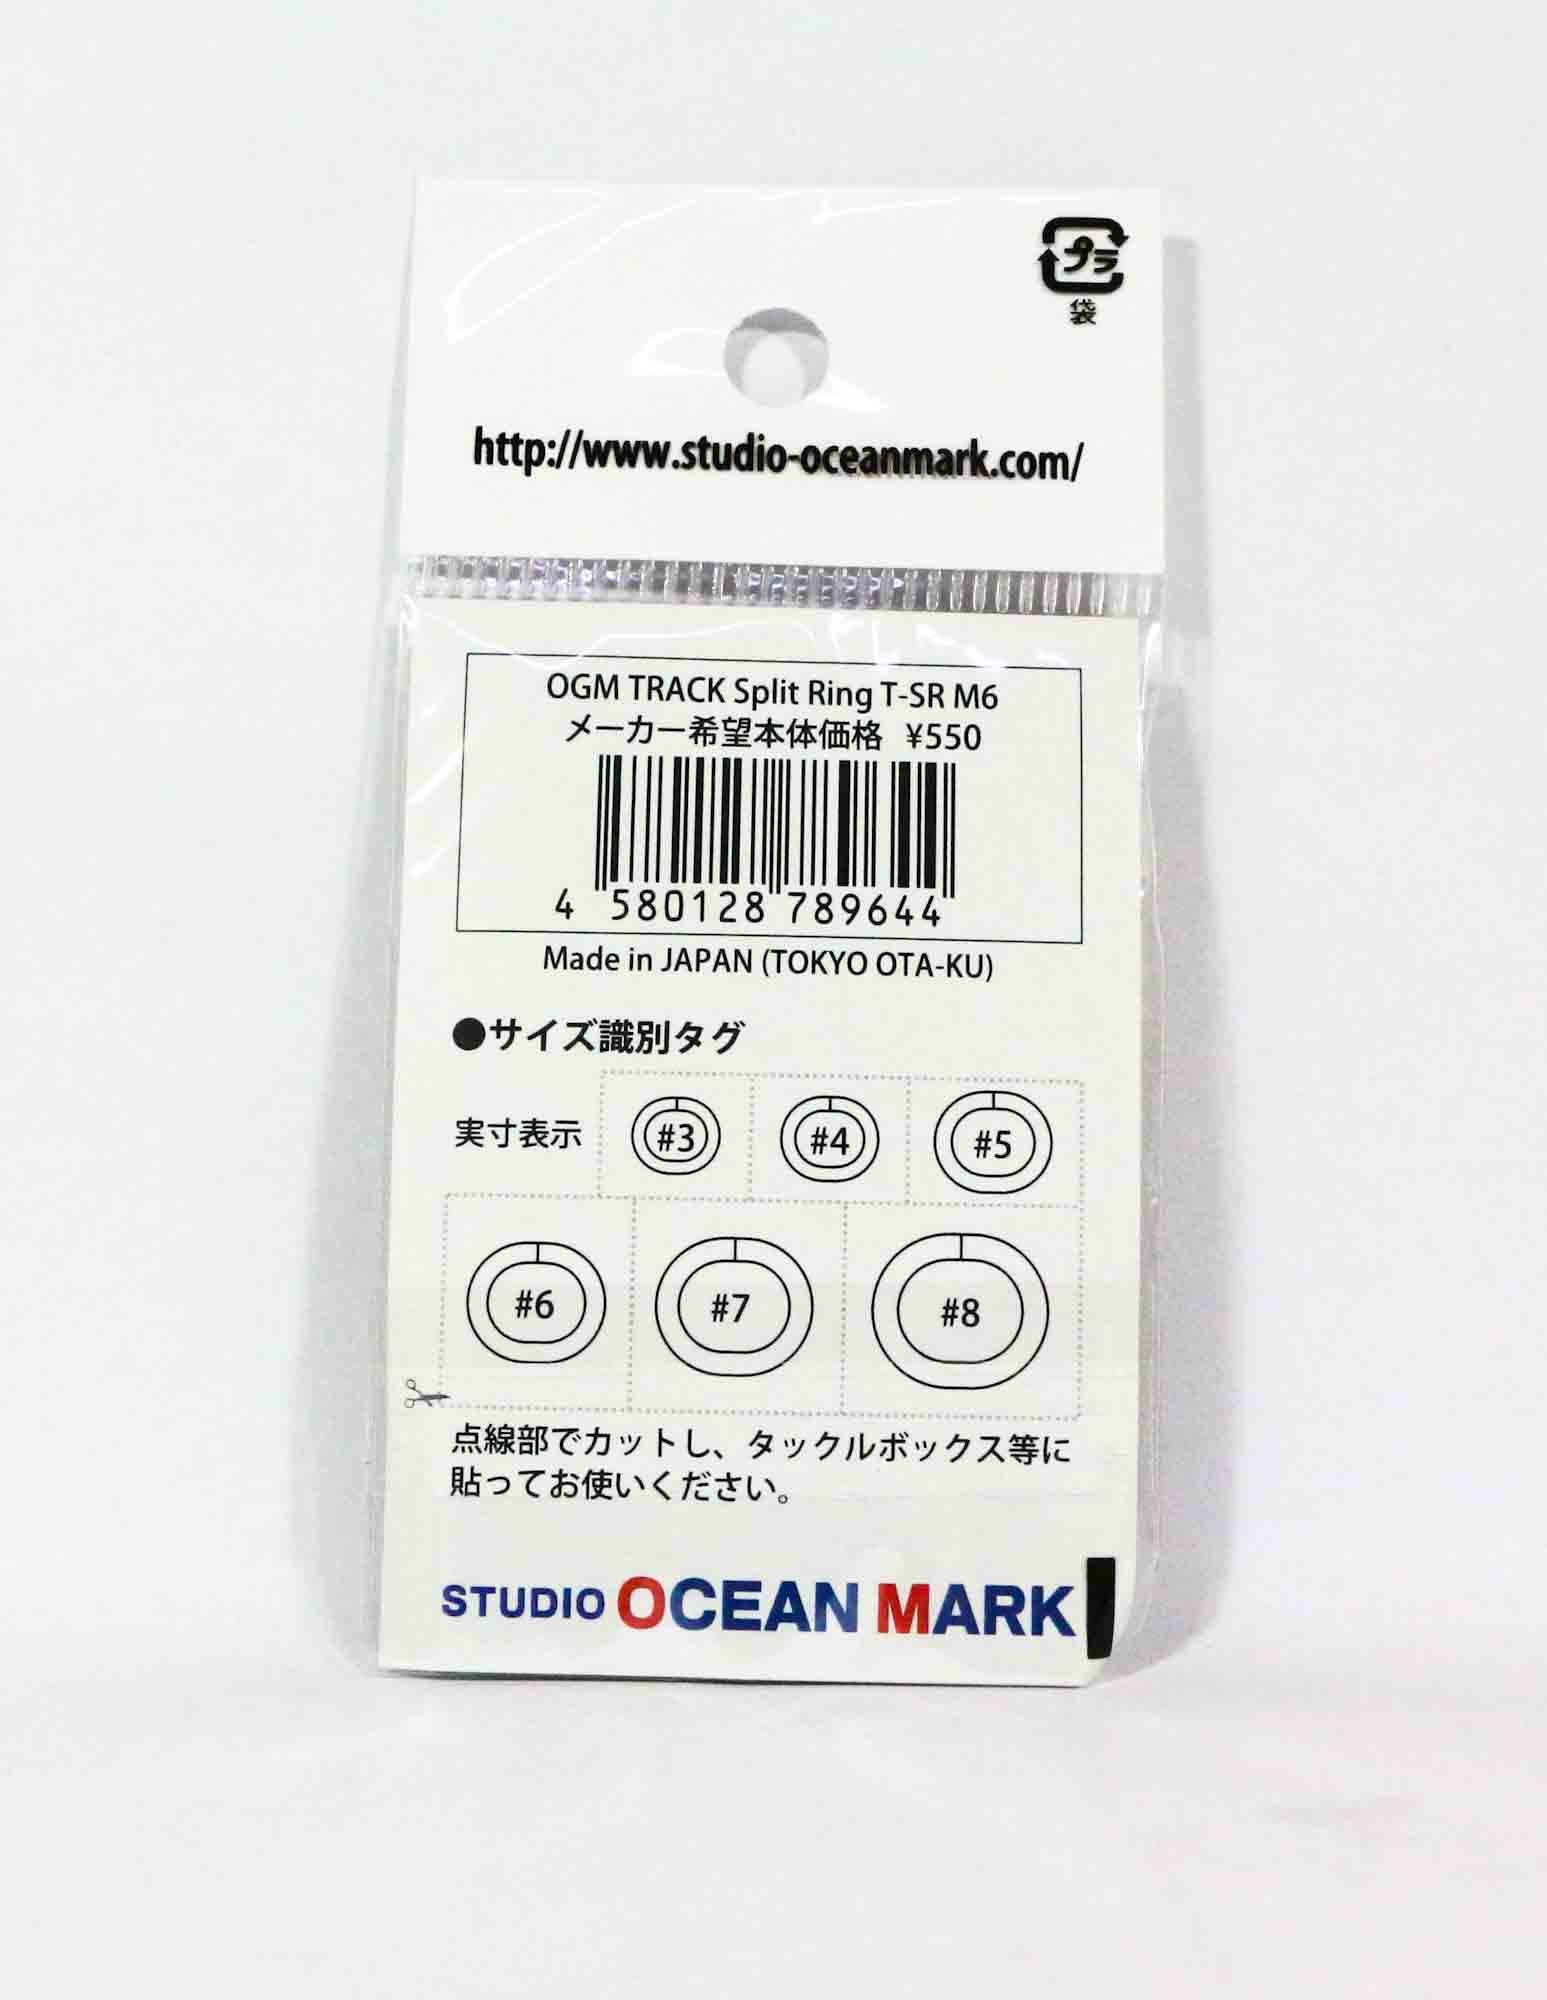 プラ
袋
http://www.studio-oceanmark.com/
OGM TRACK Split Ring T-SR M6
メーカー希望本体価格 ¥550
4 580128 789644
Made in JAPAN (TOKYO OTA-KU)
●サイズ識別タグ
実寸表示 #3 #4 #5
#6 #7 #8
点線部でカットし、タックルボックス等に
貼ってお使いください。
STUDIO OCEAN MARK